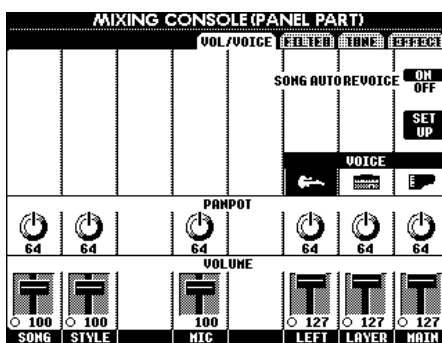 MIXING CONSOLE(PANEL PART)
VOL/VOICE FILTER TUNE EFFECT
SONG AUTO REVOICE ON
OFF
SET
UP
VOICE
PANPOT
64 64 64 64 64 64
VOLUME
100 100 100 127 127 127
SONG STYLE MIC LEFT LAYER MAIN